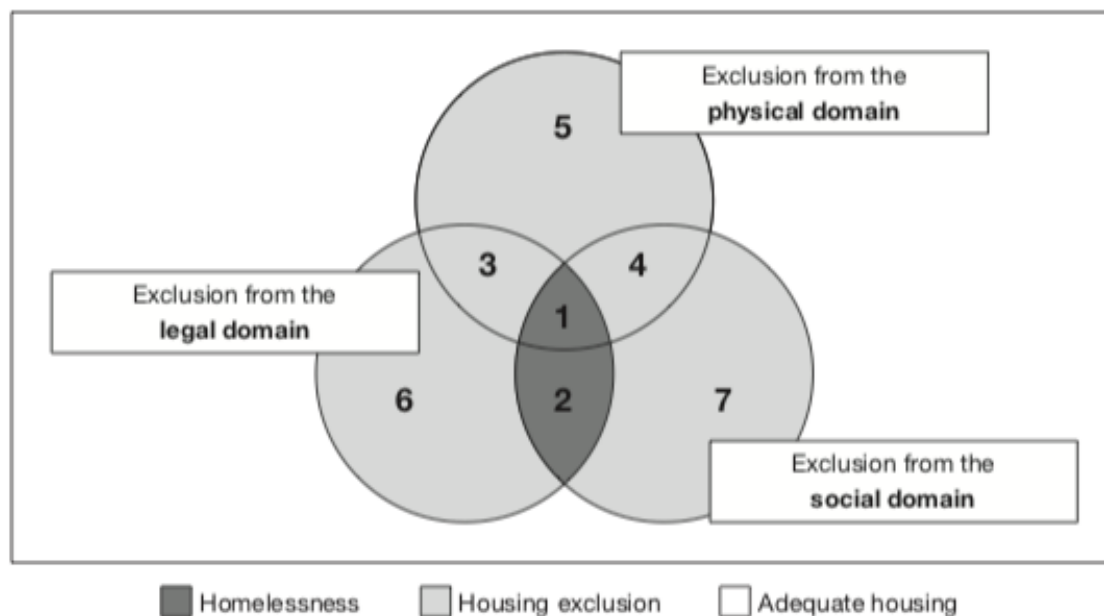 Exclusion from the
physical domain
5
3
4
Exclusion from the
legal domain
1
6
2
7
Exclusion from the
social domain
Homelessness
Housing exclusion
Adequate housing